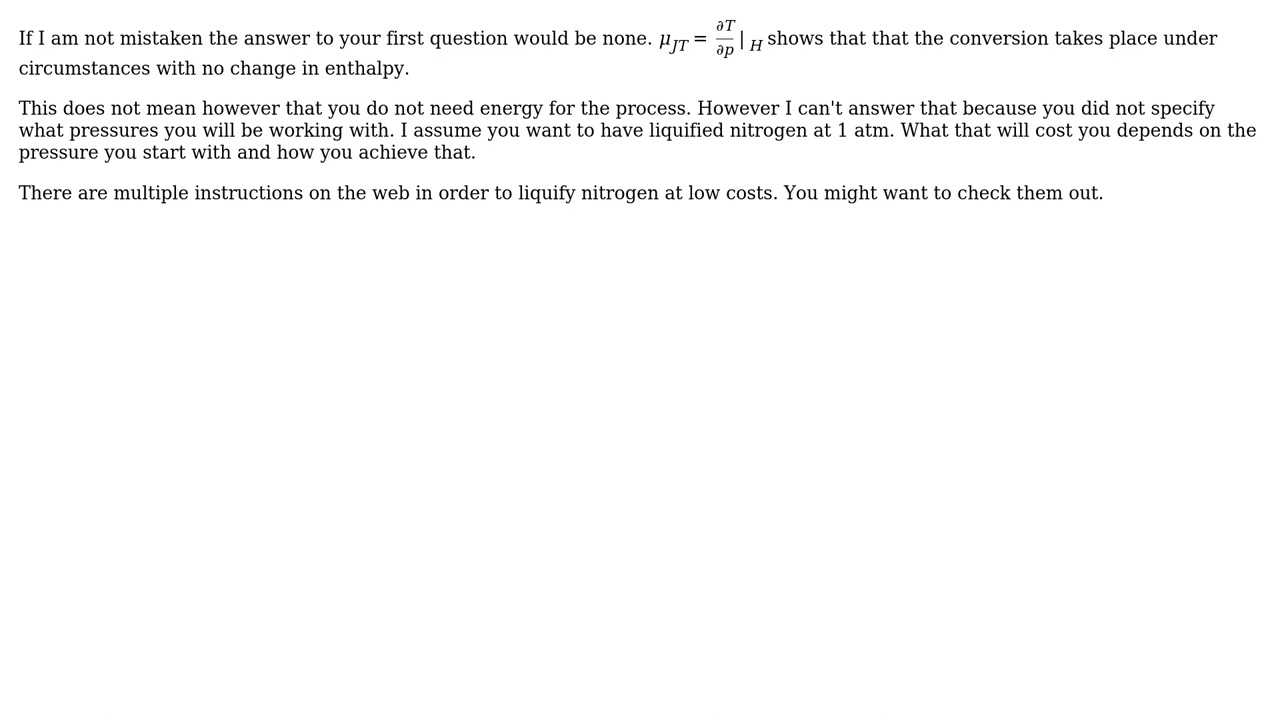 If I am not mistaken the answer to your first question would be none. $\mu_{JT} = \frac{\partial T}{\partial p}|_H$ shows that that the conversion takes place under
circumstances with no change in enthalpy.
This does not mean however that you do not need energy for the process. However I can't answer that because you did not specify
what pressures you will be working with. I assume you want to have liquified nitrogen at 1 atm. What that will cost you depends on the
pressure you start with and how you achieve that.
There are multiple instructions on the web in order to liquify nitrogen at low costs. You might want to check them out.